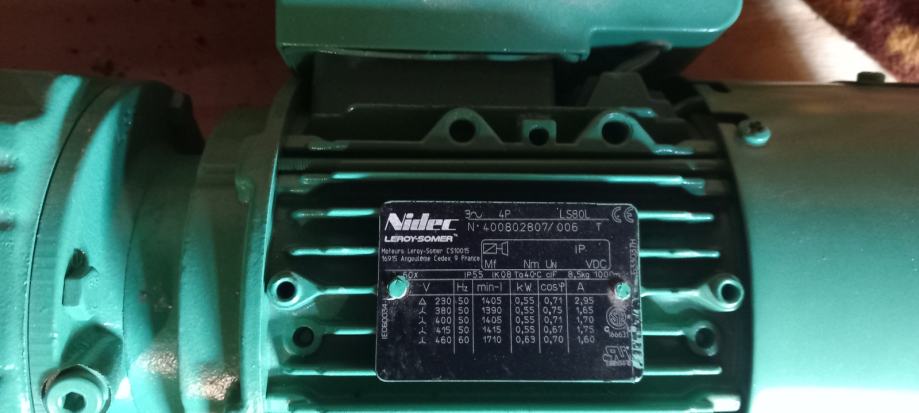 Nidec
LEROY-SOMER™
Moteurs Leroy-Somer CS10015
16915 Angoulême Cedex 9 France
3~ 4P LS80L CE
N° 400802807/006 T
IP
Mf Nm UN VDC
IP55 IK08 Ta40°C clF 8,5kg
V Hz min-1 kW cosφ A
△ 230 50 1405 0,55 0,71 2,95
⅄ 380 50 1390 0,55 0,75 1,65
⅄ 400 50 1405 0,55 0,71 1,70
⅄ 415 50 1415 0,55 0,67 1,75
⅄ 460 60 1710 0,63 0,70 1,60
IEC60034